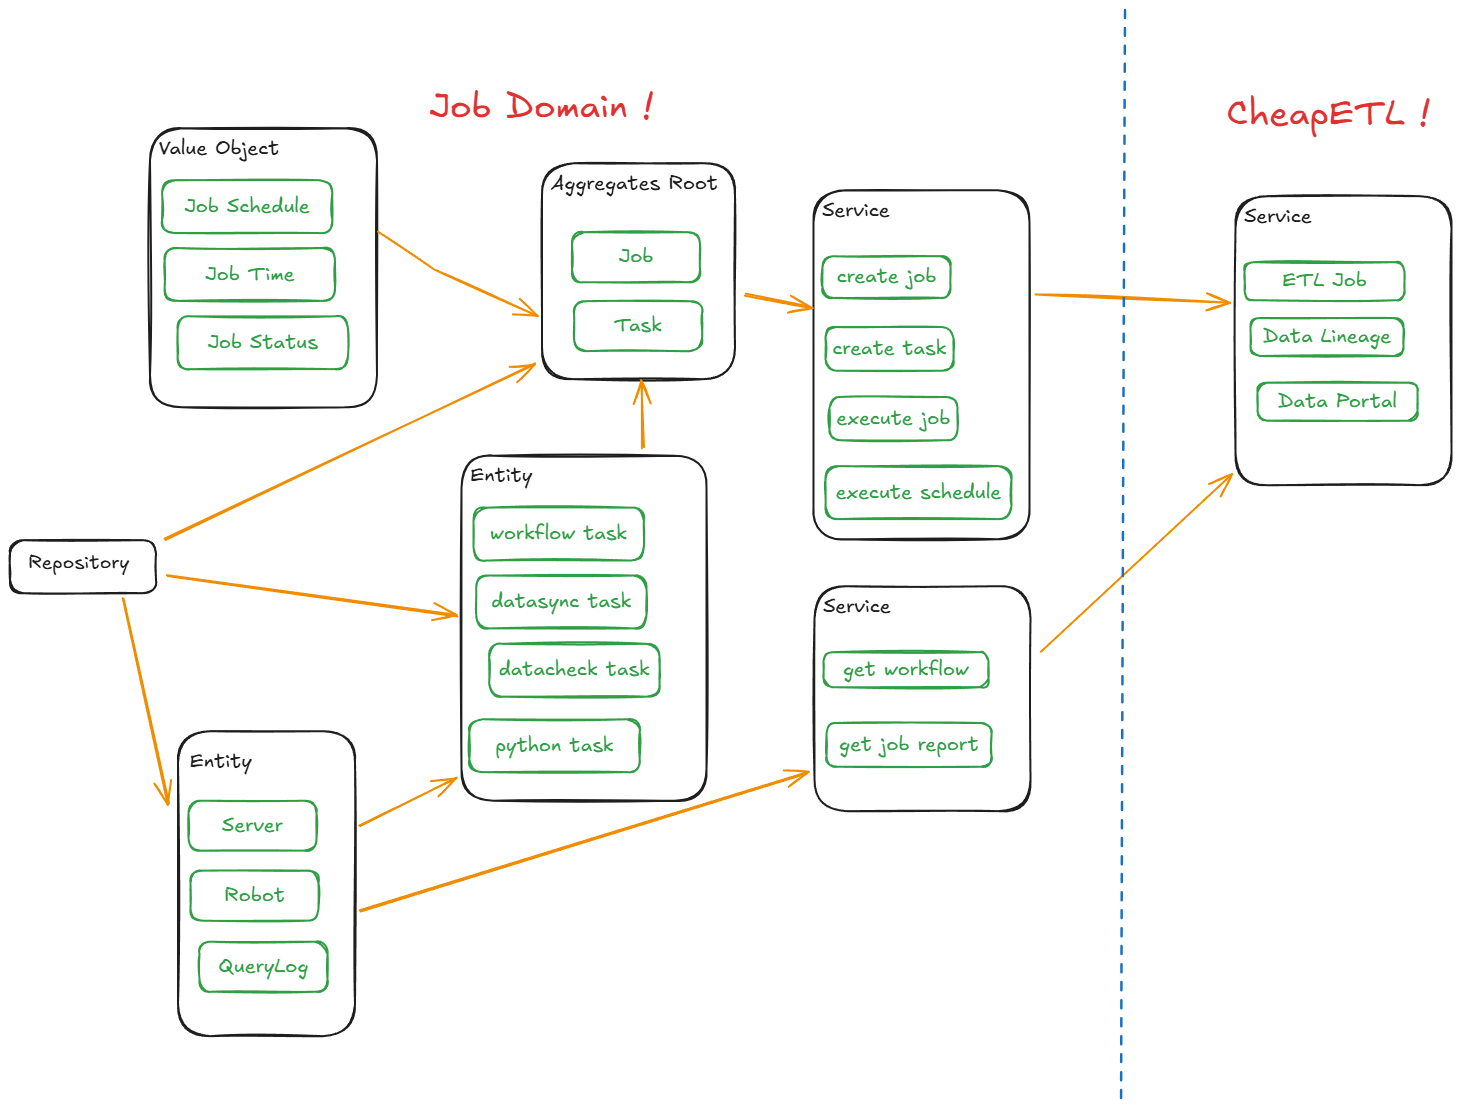 Job Domain !
CheapETL !
Value Object
Job Schedule
Job Time
Job Status
Aggregates Root
Job
Task
Service
create job
create task
execute job
execute schedule
Service
ETL Job
Data Lineage
Data Portal
Repository
Entity
workflow task
datasync task
datacheck task
python task
Service
get workflow
get job report
Entity
Server
Robot
QueryLog